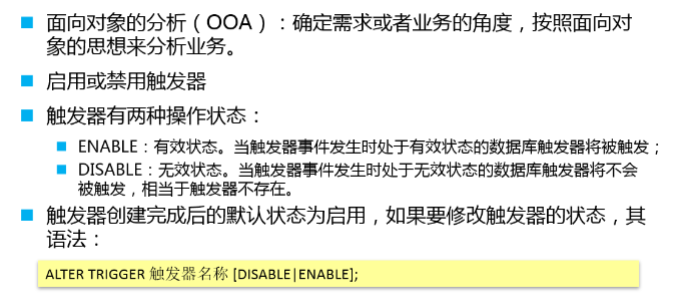 面向对象的分析（OOA）：确定需求或者业务的角度，按照面向对
象的思想来分析业务。
启用或禁用触发器
触发器有两种操作状态：
ENABLE：有效状态。当触发器事件发生时处于有效状态的数据库触发器将被触发；
DISABLE：无效状态。当触发器事件发生时处于无效状态的数据库触发器将不会
被触发，相当于触发器不存在。
触发器创建完成后的默认状态为启用，如果要修改触发器的状态，其
语法：
ALTER TRIGGER 触发器名称 [DISABLE|ENABLE];